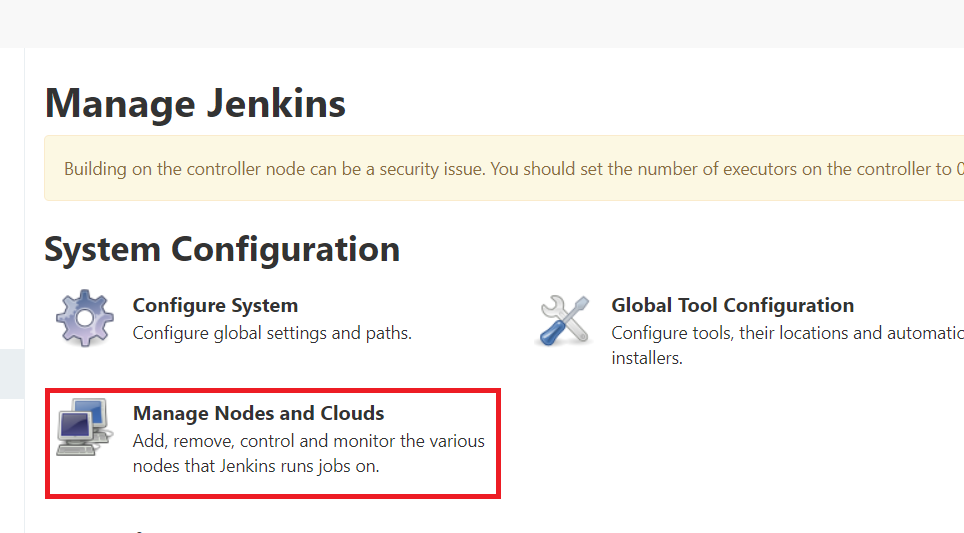 Manage Jenkins
Building on the controller node can be a security issue. You should set the number of executors on the controller to 0
System Configuration
Configure System
Configure global settings and paths.
Global Tool Configuration
Configure tools, their locations and automatic
installers.
Manage Nodes and Clouds
Add, remove, control and monitor the various
nodes that Jenkins runs jobs on.